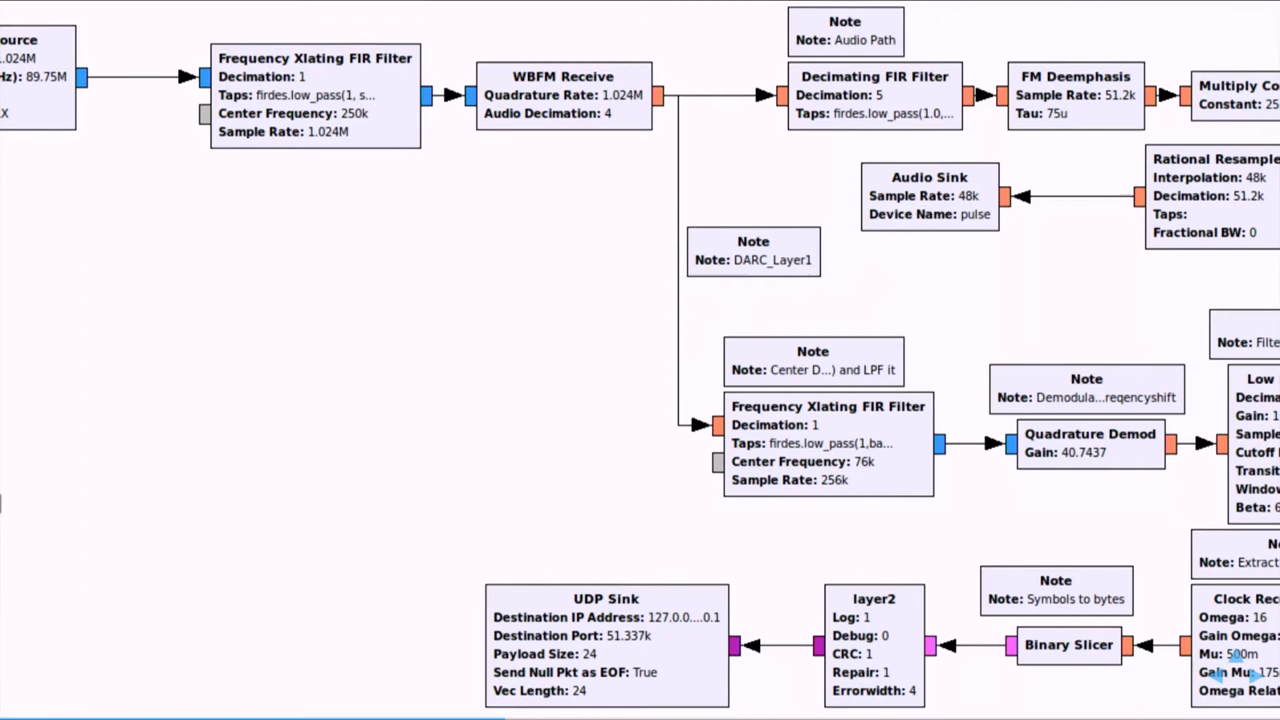 ource
1.024M
Hz): 89.75M
X
Frequency Xlating FIR Filter
Decimation: 1
Taps: firdes.low_pass(1, s...
Center Frequency: 250k
Sample Rate: 1.024M
WBFM Receive
Quadrature Rate: 1.024M
Audio Decimation: 4
Note
Note: Audio Path
Decimating FIR Filter
Decimation: 5
Taps: firdes.low_pass(1.0,...
FM Deemphasis
Sample Rate: 51.2k
Tau: 75u
Multiply Co
Constant: 25
Audio Sink
Sample Rate: 48k
Device Name: pulse
Rational Resample
Interpolation: 48k
Decimation: 51.2k
Taps:
Fractional BW: 0
Note
Note: DARC_Layer1
Note
Note: Center D...) and LPF it
Frequency Xlating FIR Filter
Decimation: 1
Taps: firdes.low_pass(1,ba...
Center Frequency: 76k
Sample Rate: 256k
Note
Note: Demodula...reqencyshift
Quadrature Demod
Gain: 40.7437
Note: Filte
Low
Decima
Gain: 1
Sample
Cutoff
Transit
Window
Beta: 6
UDP Sink
Destination IP Address: 127.0.0....0.1
Destination Port: 51.337k
Payload Size: 24
Send Null Pkt as EOF: True
Vec Length: 24
layer2
Log: 1
Debug: 0
CRC: 1
Repair: 1
Errorwidth: 4
Note
Note: Symbols to bytes
Binary Slicer
No
Note: Extract
Clock Rec
Omega: 16
Gain Omega:
Mu: 500m
Gain Mu: 175
Omega Relat